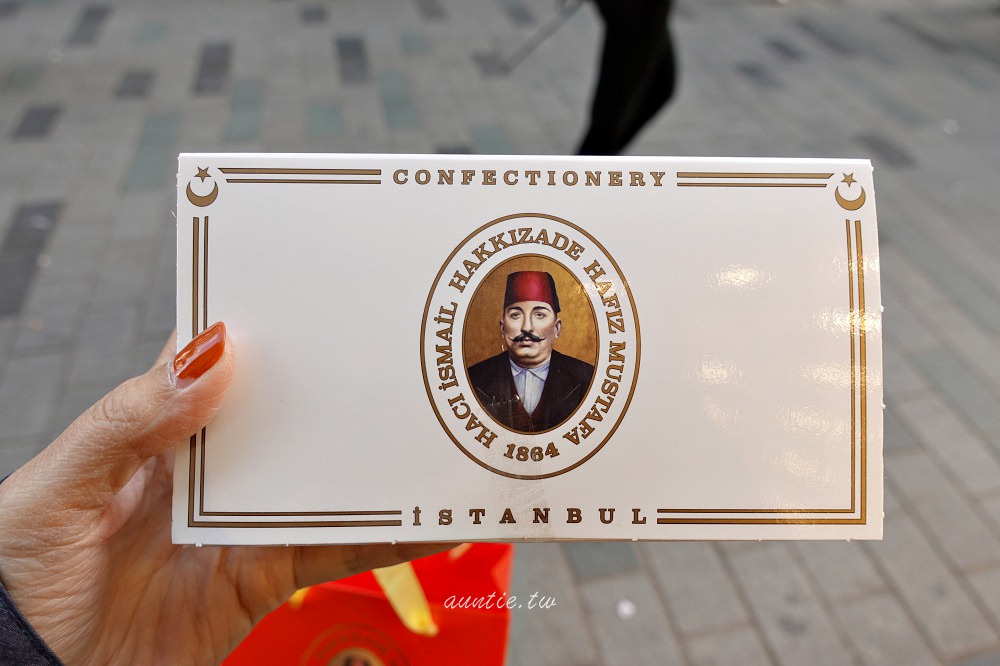 CONFECTIONERY
HACI İSMAİL HAKKIZADE HAFIZ MUSTAFA
1864
İSTANBUL
auntie.tw